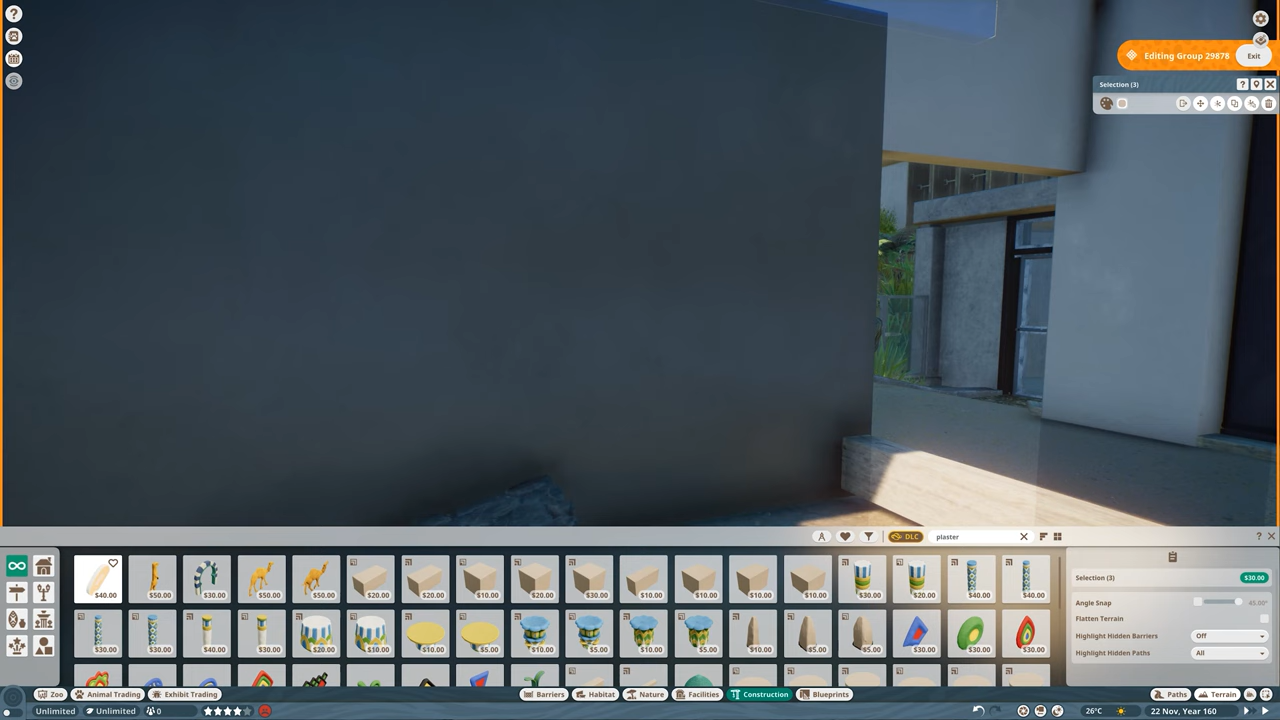 Editing Group 29878
Exit
Selection (3)
DLC
plaster
$40.00
$50.00
$30.00
$50.00
$50.00
$20.00
$20.00
$10.00
$20.00
$30.00
$10.00
$10.00
$10.00
$10.00
$30.00
$20.00
$40.00
$40.00
$30.00
$30.00
$40.00
$30.00
$20.00
$10.00
$10.00
$5.00
$10.00
$5.00
$10.00
$5.00
$10.00
$5.00
$5.00
$30.00
$30.00
$30.00
Selection (3)
$30.00
Angle Snap
45.00°
Flatten Terrain
Highlight Hidden Barriers
Off
Highlight Hidden Paths
All
Zoo
Animal Trading
Exhibit Trading
Barriers
Habitat
Nature
Facilities
Construction
Blueprints
Paths
Terrain
Unlimited
Unlimited
0
26°C
22 Nov, Year 160